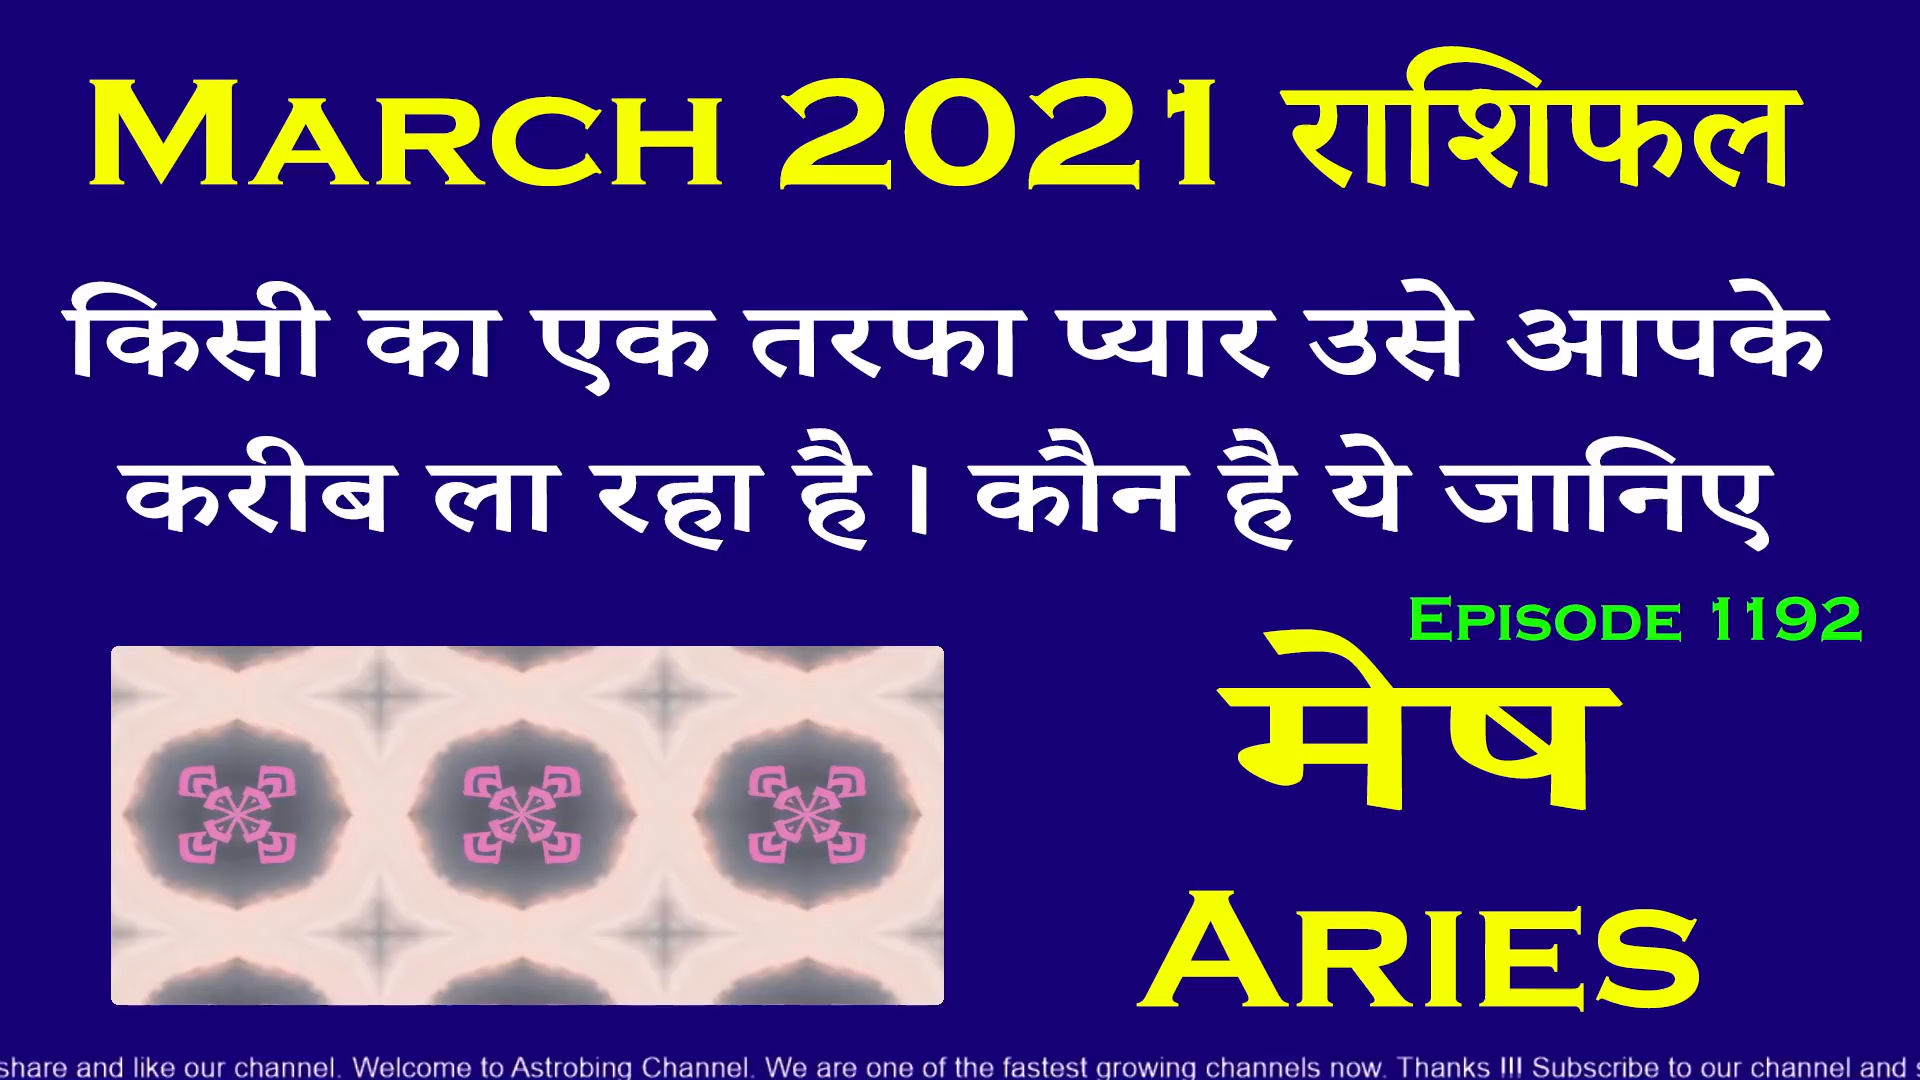 March 2021 राशिफल
किसी का एक तरफा प्यार उसे आपके
करीब ला रहा है । कौन है ये जानिए
Episode 1192
मेष
Aries
share and like our channel. Welcome to Astrobing Channel. We are one of the fastest growing channels now. Thanks !!! Subscribe to our channel and